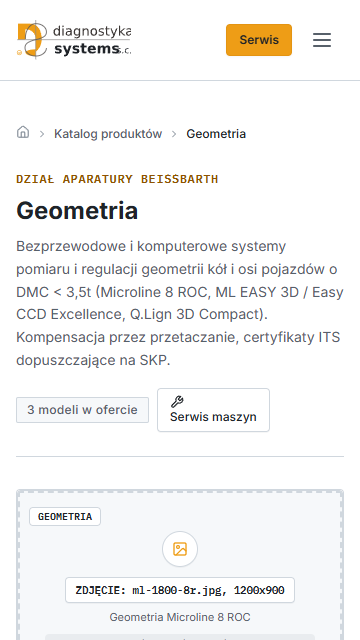 diagnostyka
systems s.c.
Serwis
Katalog produktów
Geometria
DZIAŁ APARATURY BEISSBARTH
Geometria
Bezprzewodowe i komputerowe systemy
pomiaru i regulacji geometrii kół i osi pojazdów o
DMC < 3,5t (Microline 8 ROC, ML EASY 3D / Easy
CCD Excellence, Q.Lign 3D Compact).
Kompensacja przez przetaczanie, certyfikaty ITS
dopuszczające na SKP.
3 modeli w ofercie
Serwis maszyn
GEOMETRIA
ZDJĘCIE: ml-1800-8r.jpg, 1200x900
Geometria Microline 8 ROC